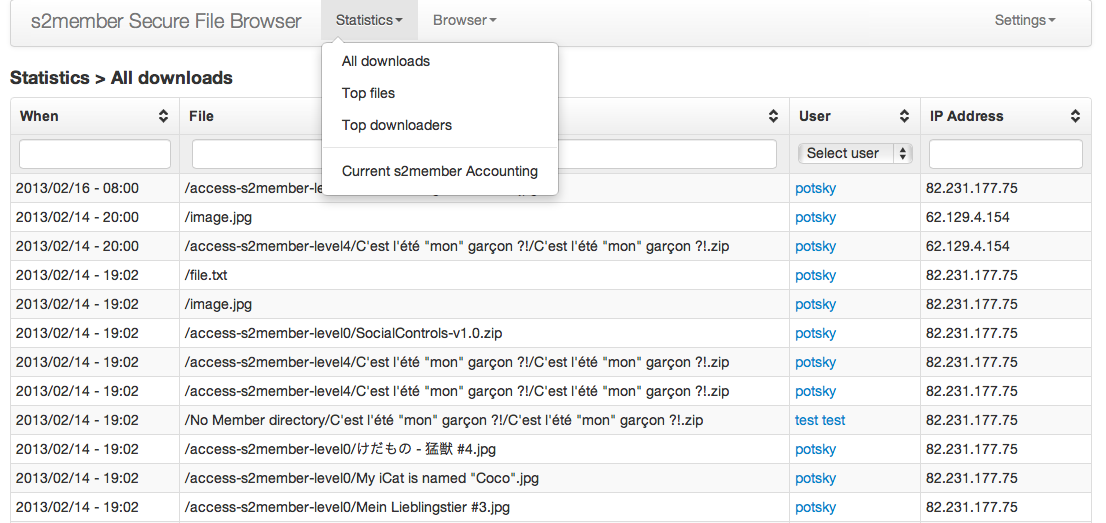 s2member Secure File Browser Statistics Browser Settings
All downloads
Top files
Top downloaders
Current s2member Accounting
Statistics > All downloads
When File User IP Address
Select user
2013/02/16 - 08:00 /access-s2member- potsky 82.231.177.75
2013/02/14 - 20:00 /image.jpg potsky 62.129.4.154
2013/02/14 - 20:00 /access-s2member-level4/C'est l'été "mon" garçon ?!/C'est l'été "mon" garçon ?!.zip potsky 62.129.4.154
2013/02/14 - 19:02 /file.txt potsky 82.231.177.75
2013/02/14 - 19:02 /image.jpg potsky 82.231.177.75
2013/02/14 - 19:02 /access-s2member-level0/SocialControls-v1.0.zip potsky 82.231.177.75
2013/02/14 - 19:02 /access-s2member-level4/C'est l'été "mon" garçon ?!/C'est l'été "mon" garçon ?!.zip potsky 82.231.177.75
2013/02/14 - 19:02 /access-s2member-level4/C'est l'été "mon" garçon ?!/C'est l'été "mon" garçon ?!.zip potsky 82.231.177.75
2013/02/14 - 19:02 /No Member directory/C'est l'été "mon" garçon ?!/C'est l'été "mon" garçon ?!.zip test test 82.231.177.75
2013/02/14 - 19:02 /access-s2member-level0/けだもの - 猛獣 #4.jpg potsky 82.231.177.75
2013/02/14 - 19:02 /access-s2member-level0/My iCat is named "Coco".jpg potsky 82.231.177.75
2013/02/14 - 19:02 /access-s2member-level0/Mein Lieblingstier #3.jpg potsky 82.231.177.75